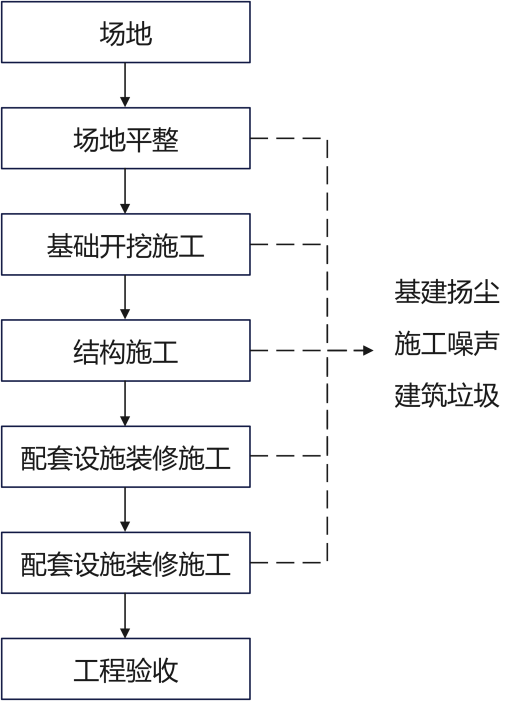 场地
场地平整
基础开挖施工
结构施工
配套设施装修施工
配套设施装修施工
工程验收
基建扬尘
施工噪声
建筑垃圾